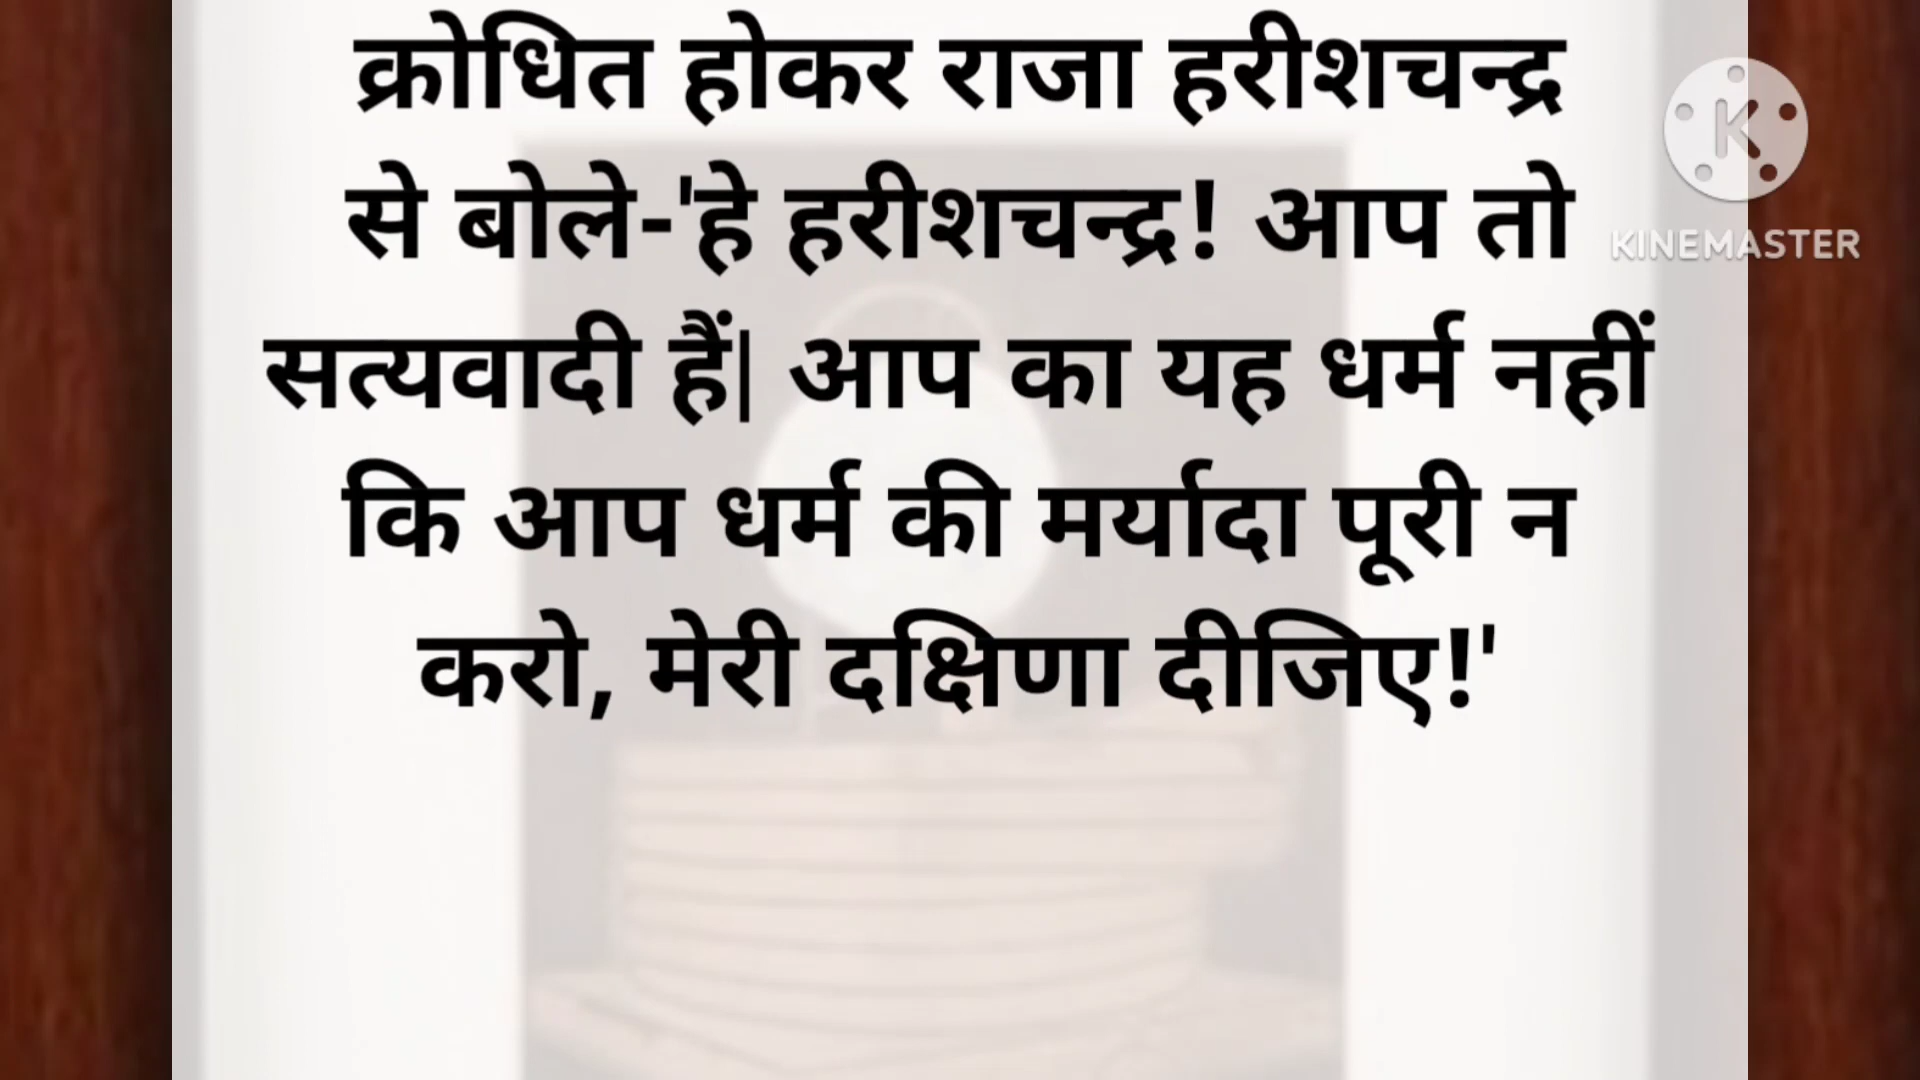 क्रोधित होकर राजा हरीशचन्द्र
से बोले-'हे हरीशचन्द्र! आप तो
सत्यवादी हैं| आप का यह धर्म नहीं
कि आप धर्म की मर्यादा पूरी न
करो, मेरी दक्षिणा दीजिए!'
K
KINEMASTER